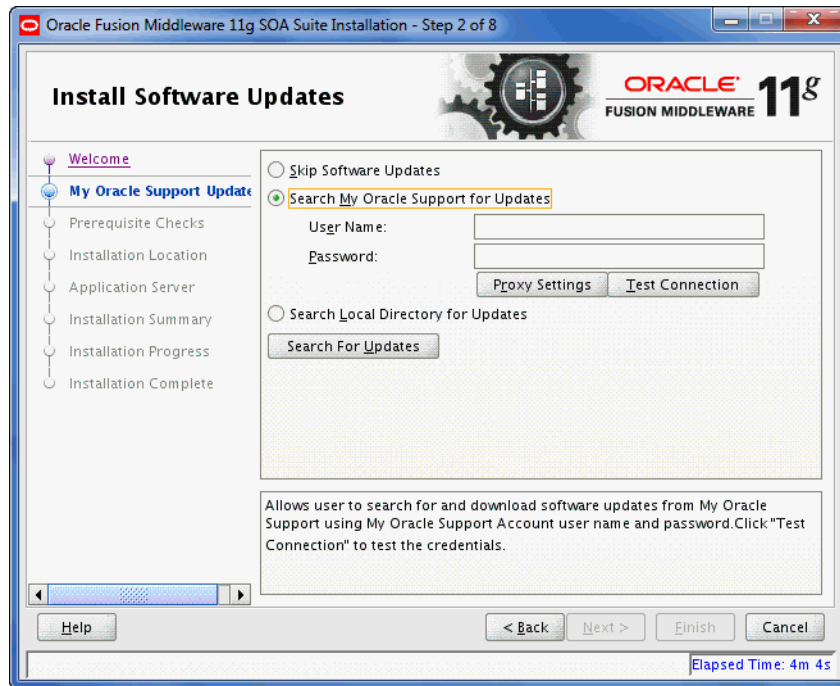 Oracle Fusion Middleware 11g SOA Suite Installation - Step 2 of 8
Install Software Updates
ORACLE
FUSION MIDDLEWARE 11g
Welcome
My Oracle Support Update
Prerequisite Checks
Installation Location
Application Server
Installation Summary
Installation Progress
Installation Complete
Skip Software Updates
Search My Oracle Support for Updates
User Name:
Password:
Proxy Settings Test Connection
Search Local Directory for Updates
Search For Updates
Allows user to search for and download software updates from My Oracle
Support using My Oracle Support Account user name and password.Click "Test
Connection" to test the credentials.
Help < Back Next > Finish Cancel
Elapsed Time: 4m 4s